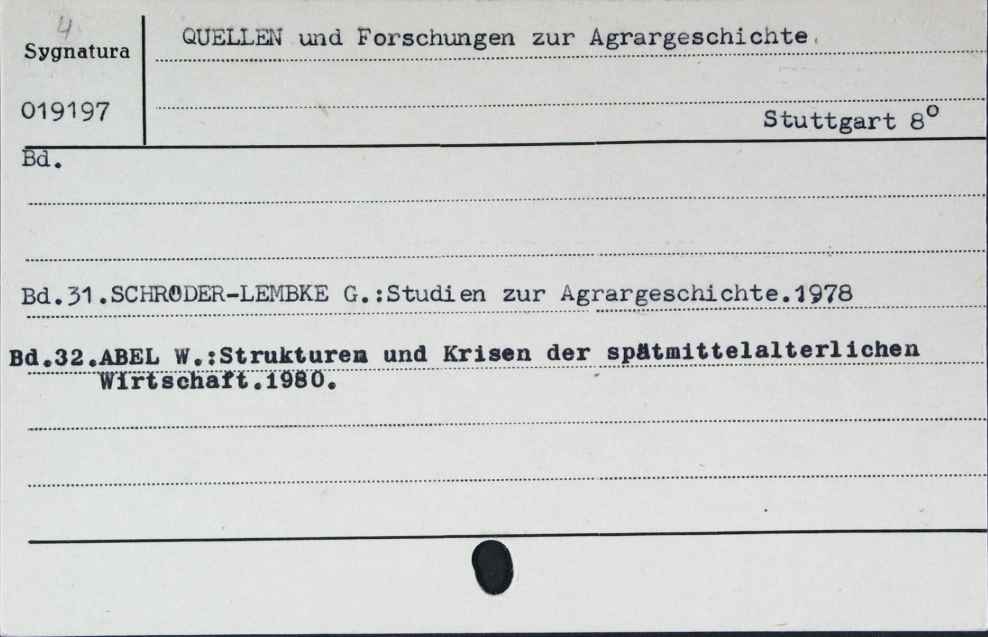 4
Sygnatura
QUELLEN und Forschungen zur Agrargeschichte.
019197
Stuttgart 8°
Bd.
Bd.31.SCHRÖDER-LEMBKE G.:Studien zur Agrargeschichte.1978
Bd.32.ABEL W.:Strukturen und Krisen der spätmittelalterlichen
Wirtschaft.1980.